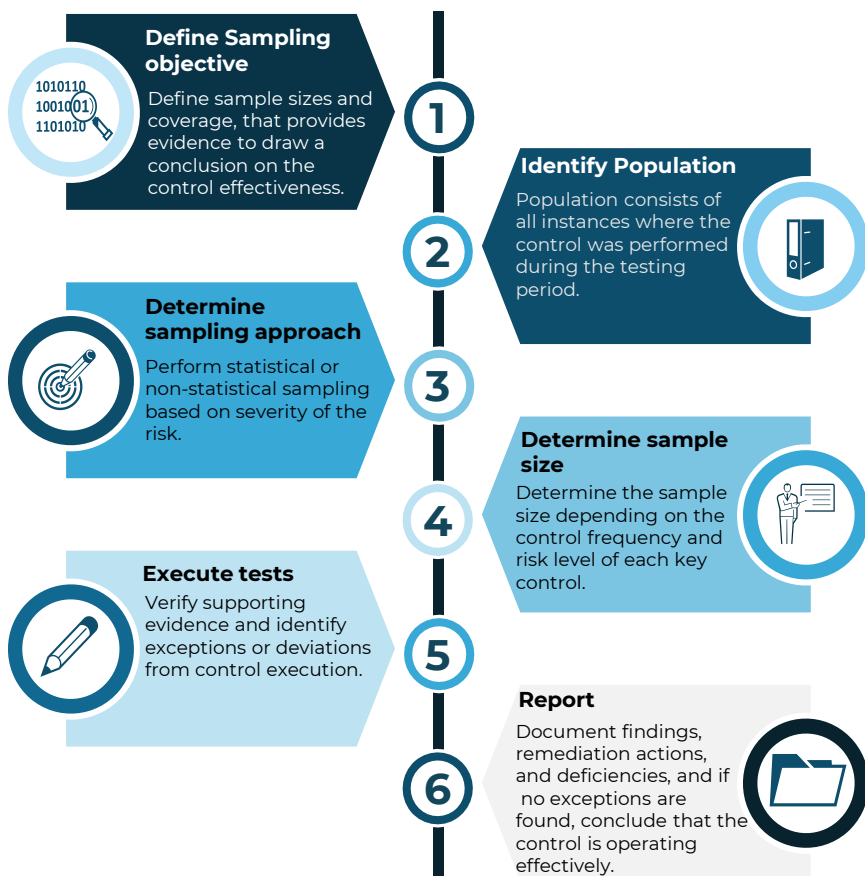 Define Sampling
objective
Define sample sizes and
coverage, that provides
evidence to draw a
conclusion on the
control effectiveness.
1010110
1001001
1101010
1
Identify Population
Population consists of
all instances where the
control was performed
during the testing
period.
2
Determine
sampling approach
Perform statistical or
non-statistical sampling
based on severity of the
risk.
3
Determine sample
size
Determine the sample
size depending on the
control frequency and
risk level of each key
control.
4
Execute tests
Verify supporting
evidence and identify
exceptions or deviations
from control execution.
5
Report
Document findings,
remediation actions,
and deficiencies, and if
no exceptions are
found, conclude that the
control is operating
effectively.
6